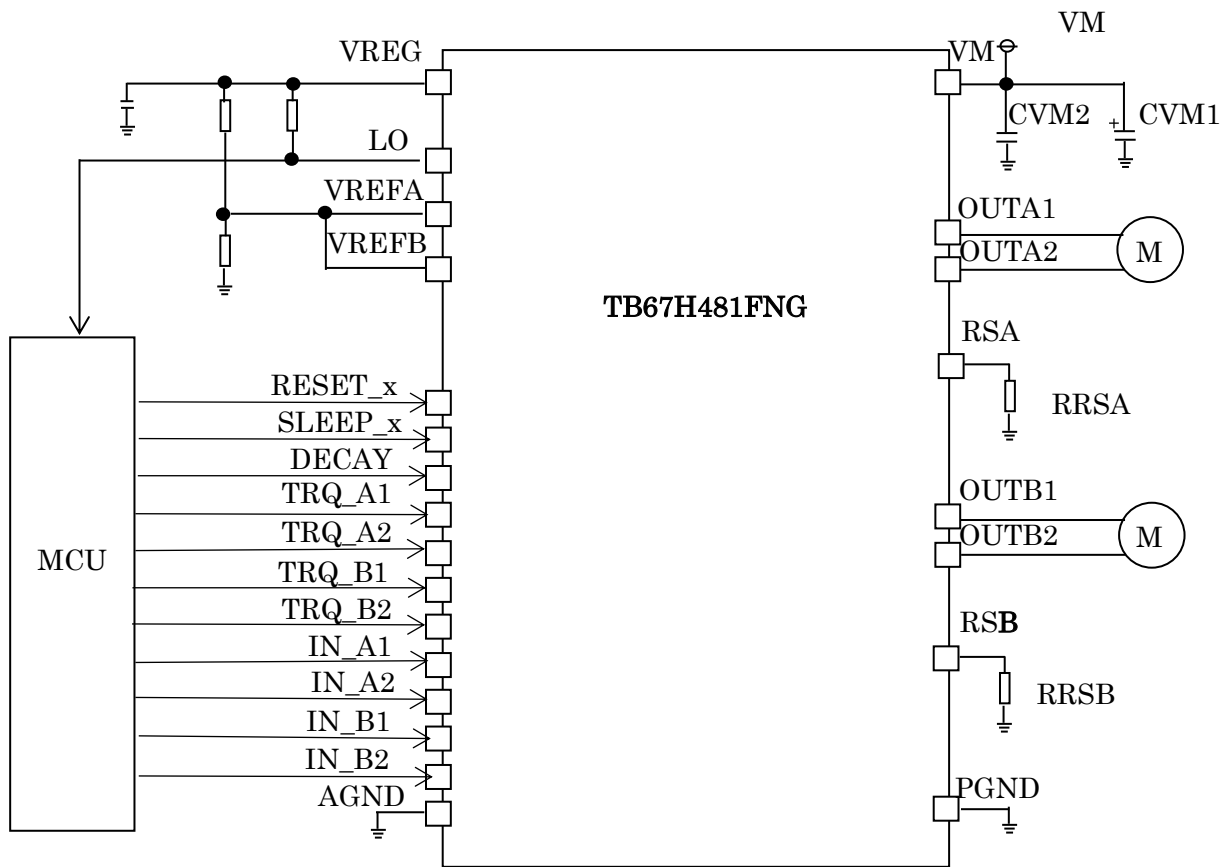 VM
VREG
VM
CVM2
+
CVM1
LO
VREFA
VREFB
OUTA1
OUTA2
M
TB67H481FNG
RSA
RRSA
RESET_x
SLEEP_x
DECAY
TRQ_A1
TRQ_A2
TRQ_B1
TRQ_B2
IN_A1
IN_A2
IN_B1
IN_B2
AGND
MCU
OUTB1
OUTB2
M
RSB
RRSB
PGND